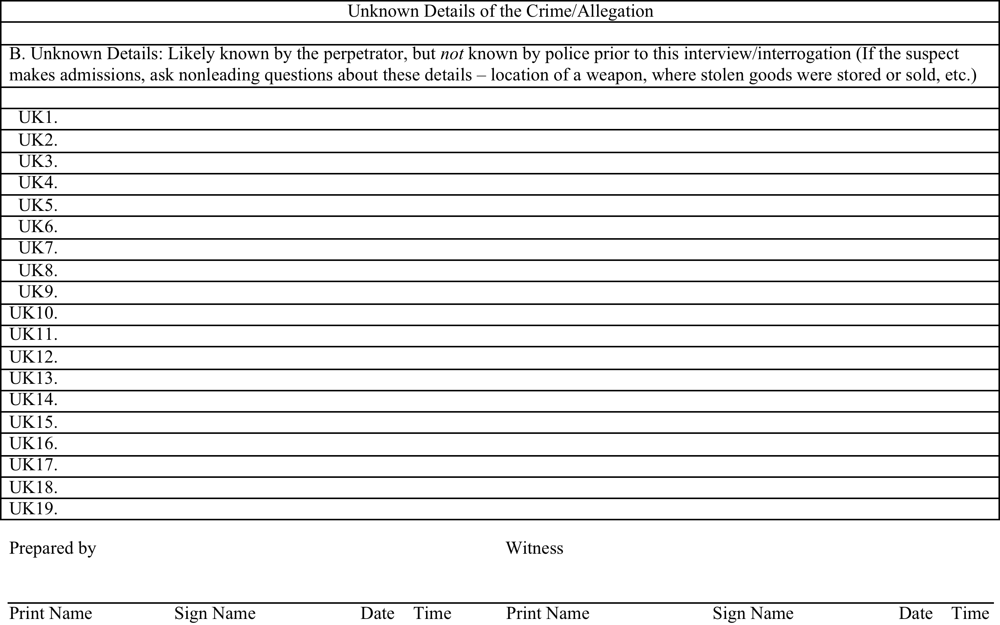 Unknown Details of the Crime/Allegation
B. Unknown Details: Likely known by the perpetrator, but not known by police prior to this interview/interrogation (If the suspect
makes admissions, ask nonleading questions about these details – location of a weapon, where stolen goods were stored or sold, etc.)
UK1.
UK2.
UK3.
UK4.
UK5.
UK6.
UK7.
UK8.
UK9.
UK10.
UK11.
UK12.
UK13.
UK14.
UK15.
UK16.
UK17.
UK18.
UK19.
Prepared by Witness
Print Name Sign Name Date Time Print Name Sign Name Date Time